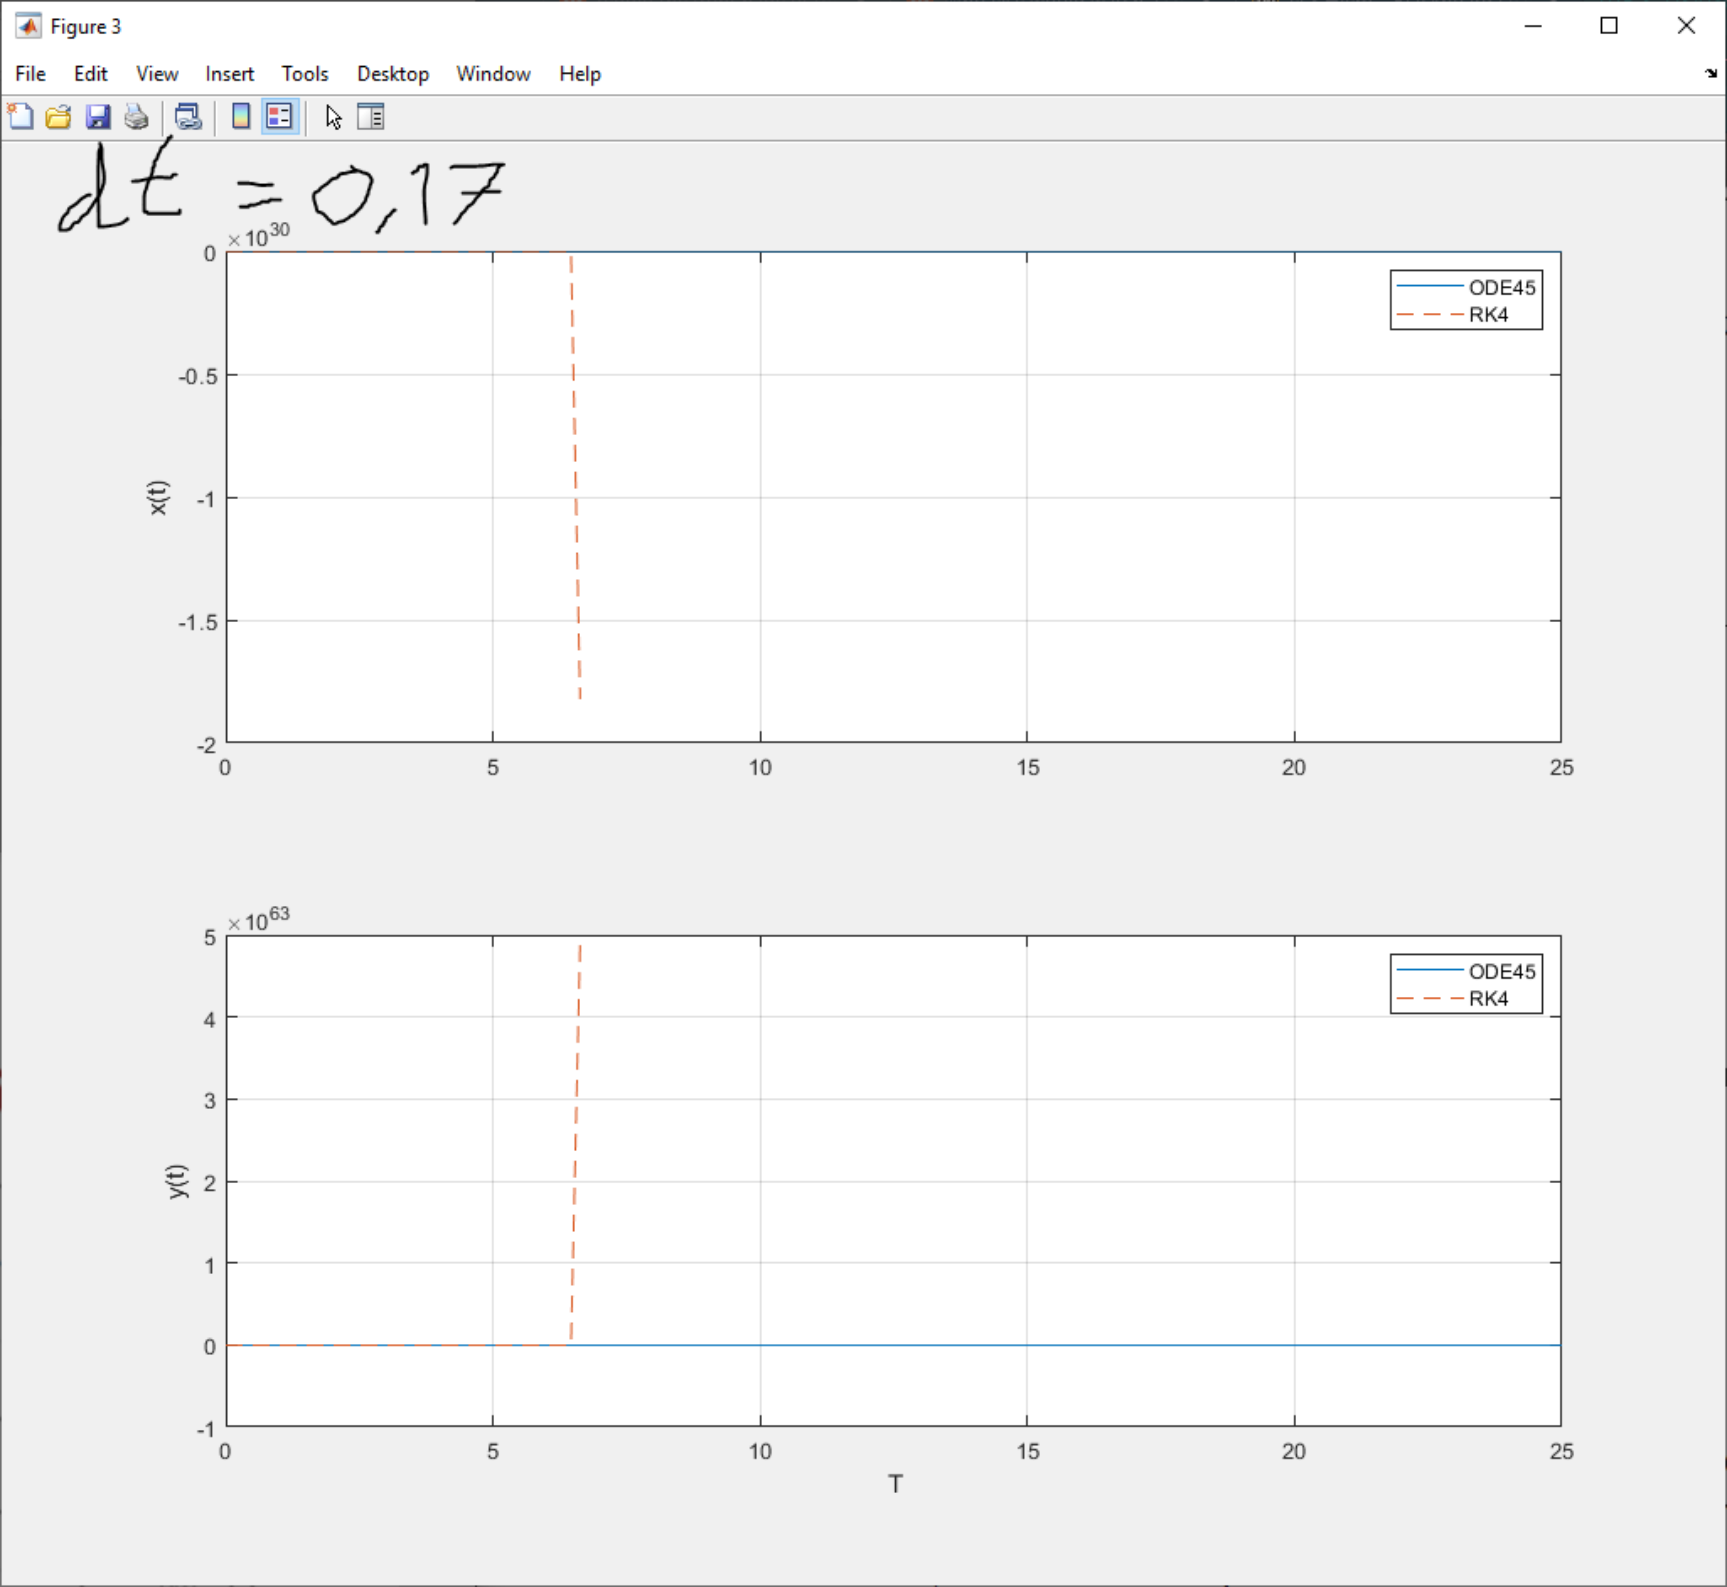 Figure 3
File Edit View Insert Tools Desktop Window Help
dt = 0,17
×10^30
0
-0.5
-1
-1.5
-2
x(t)
0 5 10 15 20 25
ODE45
RK4
×10^63
5
4
3
2
1
0
-1
y(t)
0 5 10 15 20 25
T
ODE45
RK4